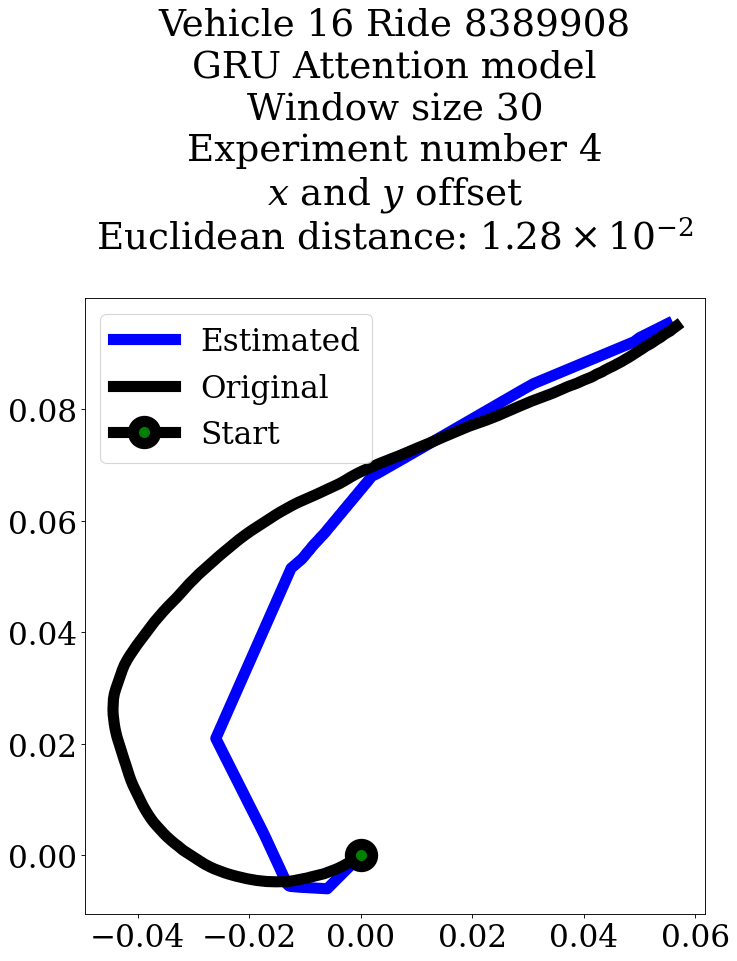 Vehicle 16 Ride 8389908
GRU Attention model
Window size 30
Experiment number 4
x and y offset
Euclidean distance: 1.28 × 10⁻²
Estimated
Original
Start
0.08
0.06
0.04
0.02
0.00
−0.04 −0.02 0.00 0.02 0.04 0.06